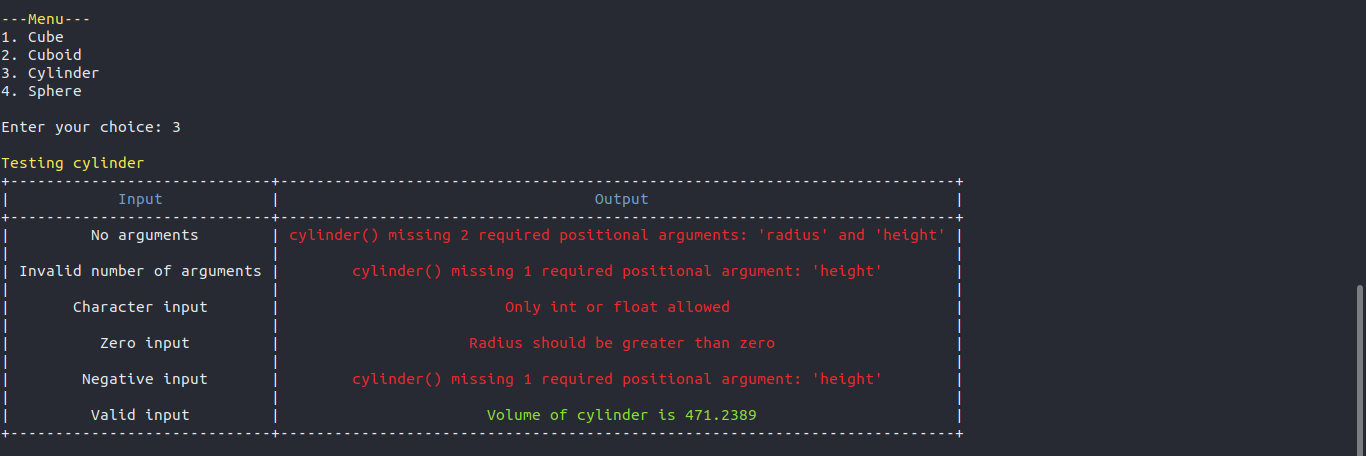 ---Menu---
1. Cube
2. Cuboid
3. Cylinder
4. Sphere
Enter your choice: 3
Testing cylinder
+-----------------------------+---------------------------------------------------------------------------+
| Input | Output |
+-----------------------------+---------------------------------------------------------------------------+
| No arguments | cylinder() missing 2 required positional arguments: 'radius' and 'height' |
| | |
| Invalid number of arguments | cylinder() missing 1 required positional argument: 'height' |
| | |
| Character input | Only int or float allowed |
| | |
| Zero input | Radius should be greater than zero |
| | |
| Negative input | cylinder() missing 1 required positional argument: 'height' |
| | |
| Valid input | Volume of cylinder is 471.2389 |
+-----------------------------+---------------------------------------------------------------------------+